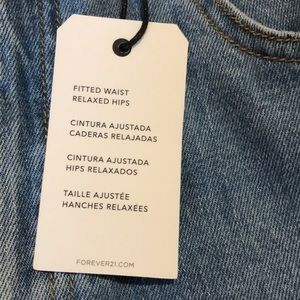 FITTED WAIST
RELAXED HIPS
CINTURA AJUSTADA
CADERAS RELAJADAS
CINTURA AJUSTADA
HIPS RELAXADOS
TAILLE AJUSTÉE
HANCHES RELAXÉES
FOREVER21.COM